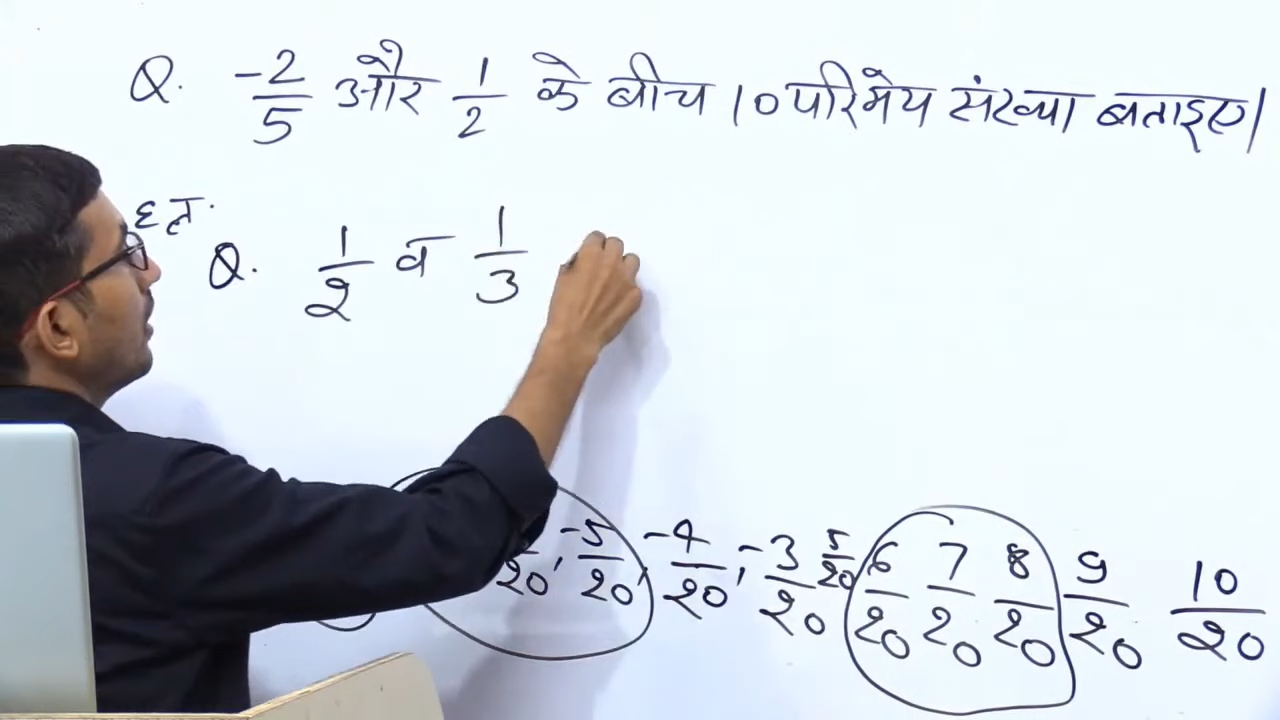 Q. -2/5 और 1/2 के बीच 10 परिमेय संख्या बताइए।
हल.
Q. 1/2 व 1/3
/20, -5/20, -4/20, -3/20 5/20 6/20 7/20 8/20 9/20 10/20